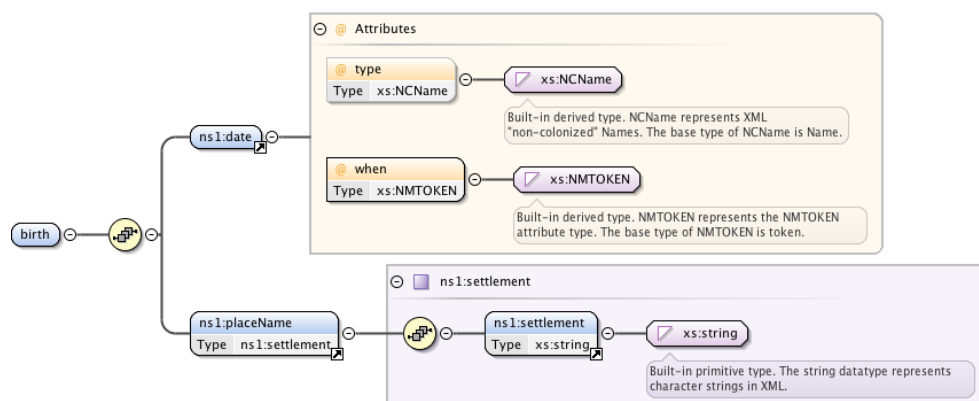 @ Attributes
@ type
Type xs:NCName
xs:NCName
Built-in derived type. NCName represents XML
"non-colonized" Names. The base type of NCName is Name.
ns1:date
@ when
Type xs:NMTOKEN
xs:NMTOKEN
Built-in derived type. NMTOKEN represents the NMTOKEN
attribute type. The base type of NMTOKEN is token.
birth
ns1:settlement
ns1:placeName
Type ns1:settlement
ns1:settlement
Type xs:string
xs:string
Built-in primitive type. The string datatype represents
character strings in XML.